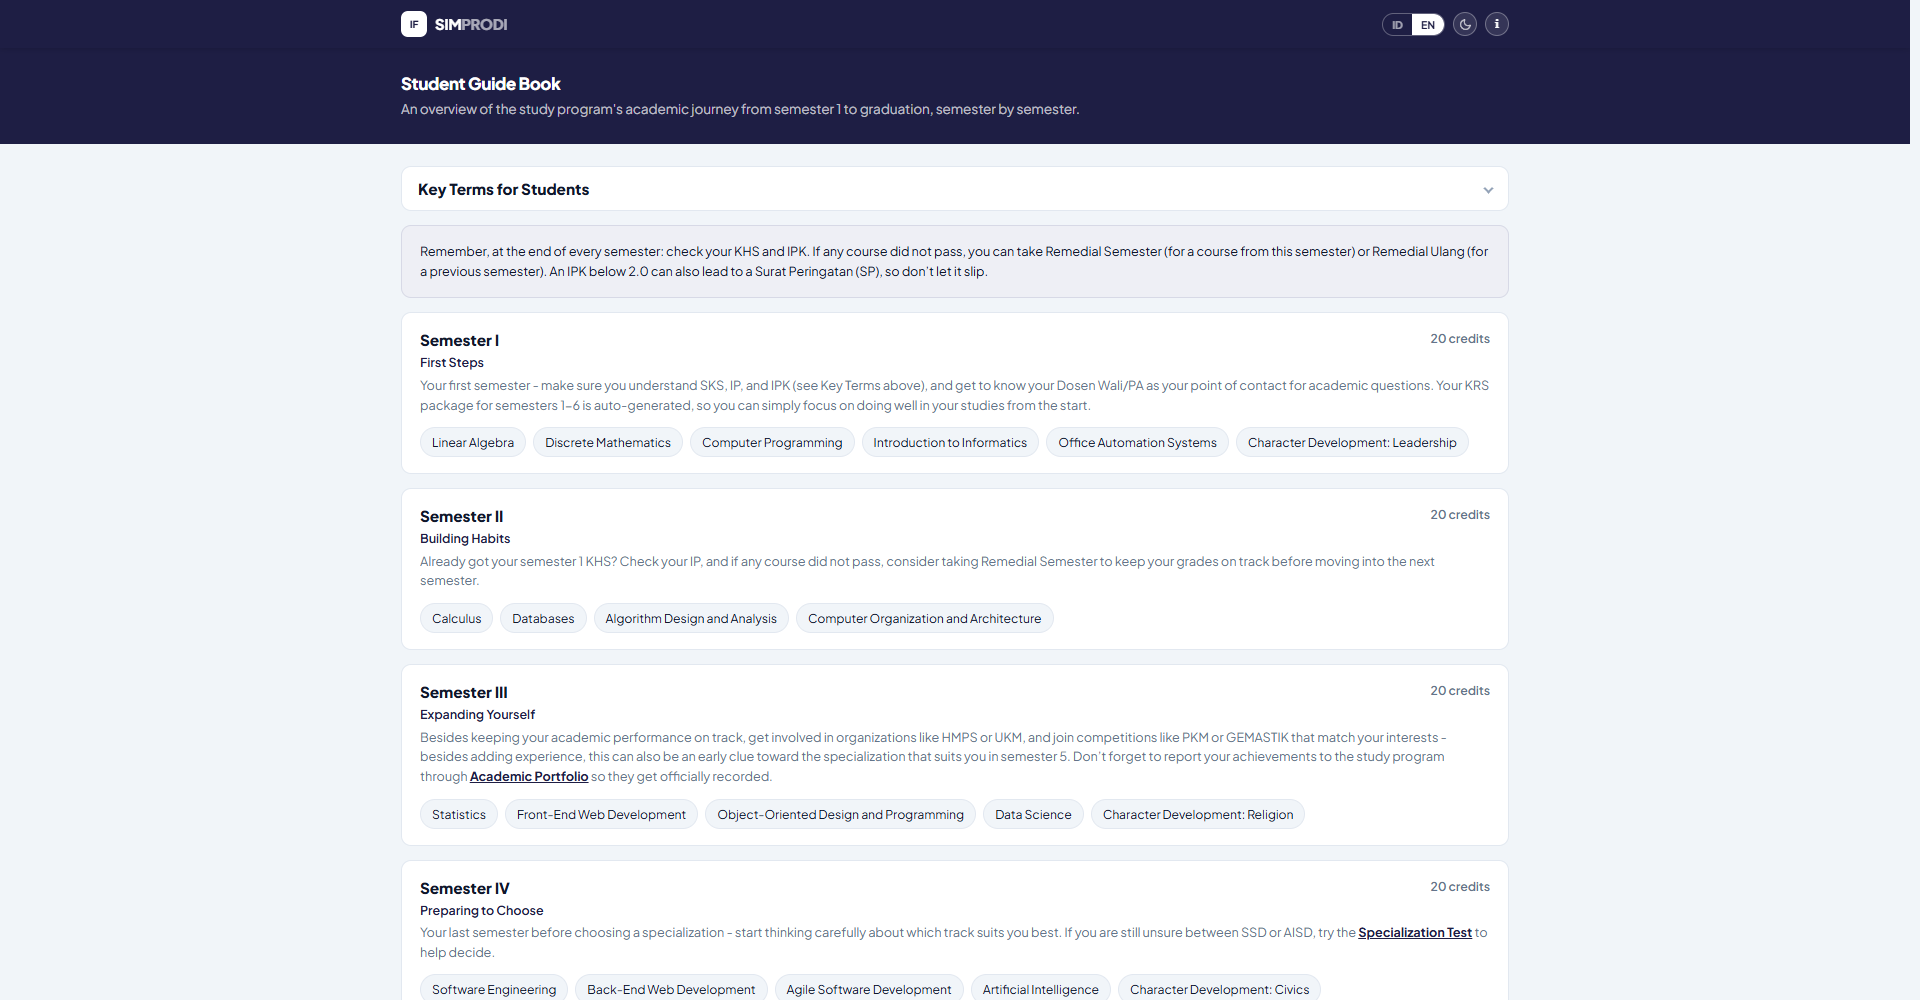 IF SIMPRODI
ID EN
Student Guide Book
An overview of the study program's academic journey from semester 1 to graduation, semester by semester.
Key Terms for Students
Remember, at the end of every semester: check your KHS and IPK. If any course did not pass, you can take Remedial Semester (for a course from this semester) or Remedial Ulang (for
a previous semester). An IPK below 2.0 can also lead to a Surat Peringatan (SP), so don't let it slip.
Semester I 20 credits
First Steps
Your first semester - make sure you understand SKS, IP, and IPK (see Key Terms above), and get to know your Dosen Wali/PA as your point of contact for academic questions. Your KRS
package for semesters 1–6 is auto-generated, so you can simply focus on doing well in your studies from the start.
Linear Algebra Discrete Mathematics Computer Programming Introduction to Informatics Office Automation Systems Character Development: Leadership
Semester II 20 credits
Building Habits
Already got your semester 1 KHS? Check your IP, and if any course did not pass, consider taking Remedial Semester to keep your grades on track before moving into the next
semester.
Calculus Databases Algorithm Design and Analysis Computer Organization and Architecture
Semester III 20 credits
Expanding Yourself
Besides keeping your academic performance on track, get involved in organizations like HMPS or UKM, and join competitions like PKM or GEMASTIK that match your interests -
besides adding experience, this can also be an early clue toward the specialization that suits you in semester 5. Don't forget to report your achievements to the study program
through Academic Portfolio so they get officially recorded.
Statistics Front-End Web Development Object-Oriented Design and Programming Data Science Character Development: Religion
Semester IV 20 credits
Preparing to Choose
Your last semester before choosing a specialization - start thinking carefully about which track suits you best. If you are still unsure between SSD or AISD, try the Specialization Test to
help decide.
Software Engineering Back-End Web Development Agile Software Development Artificial Intelligence Character Development: Civics